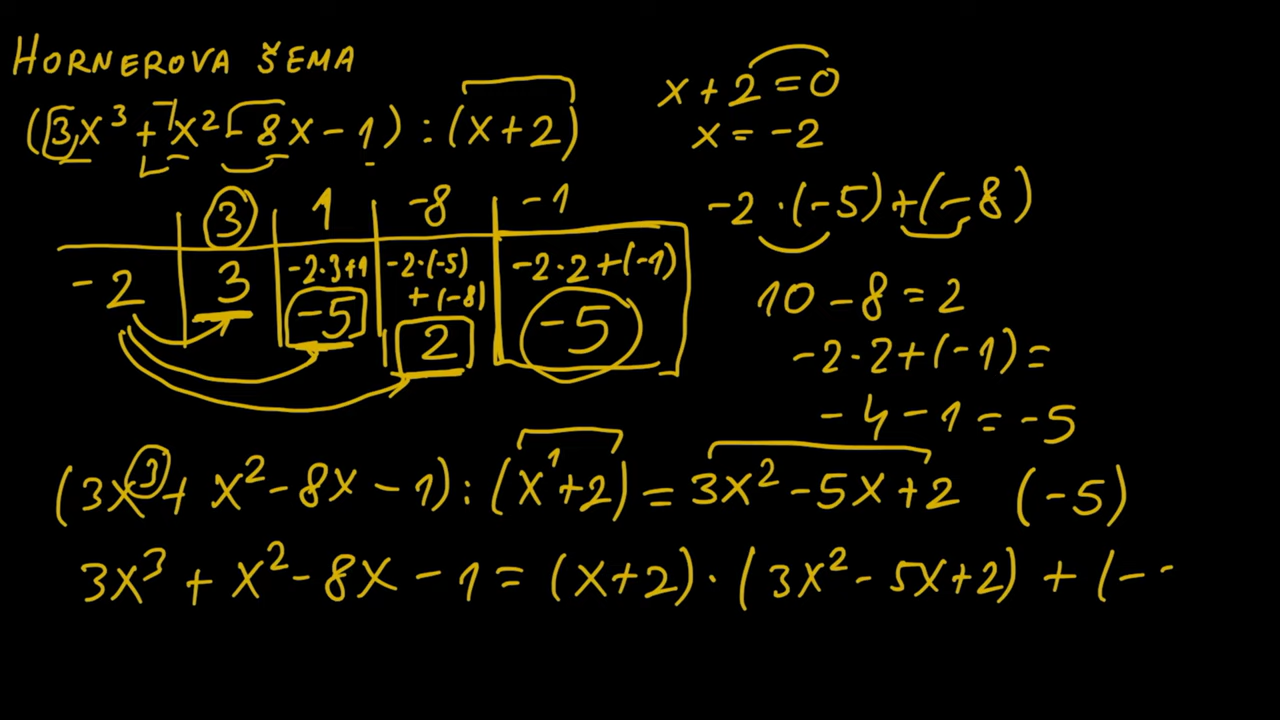 HORNEROVA ŠEMA
(3x³ + x² - 8x - 1) : (x+2)
x + 2 = 0
x = -2
3 1 -8 -1
-2 3 -2·3+1 -2·(-5) -2·2+(-1)
+(-8)
-5 2 -5
-2·(-5)+(-8)
10 - 8 = 2
-2·2+(-1) =
-4 - 1 = -5
(3x³ + x² - 8x - 1) : (x¹+2) = 3x² - 5x + 2 (-5)
3x³ + x² - 8x - 1 = (x+2)·(3x² - 5x + 2) + (-